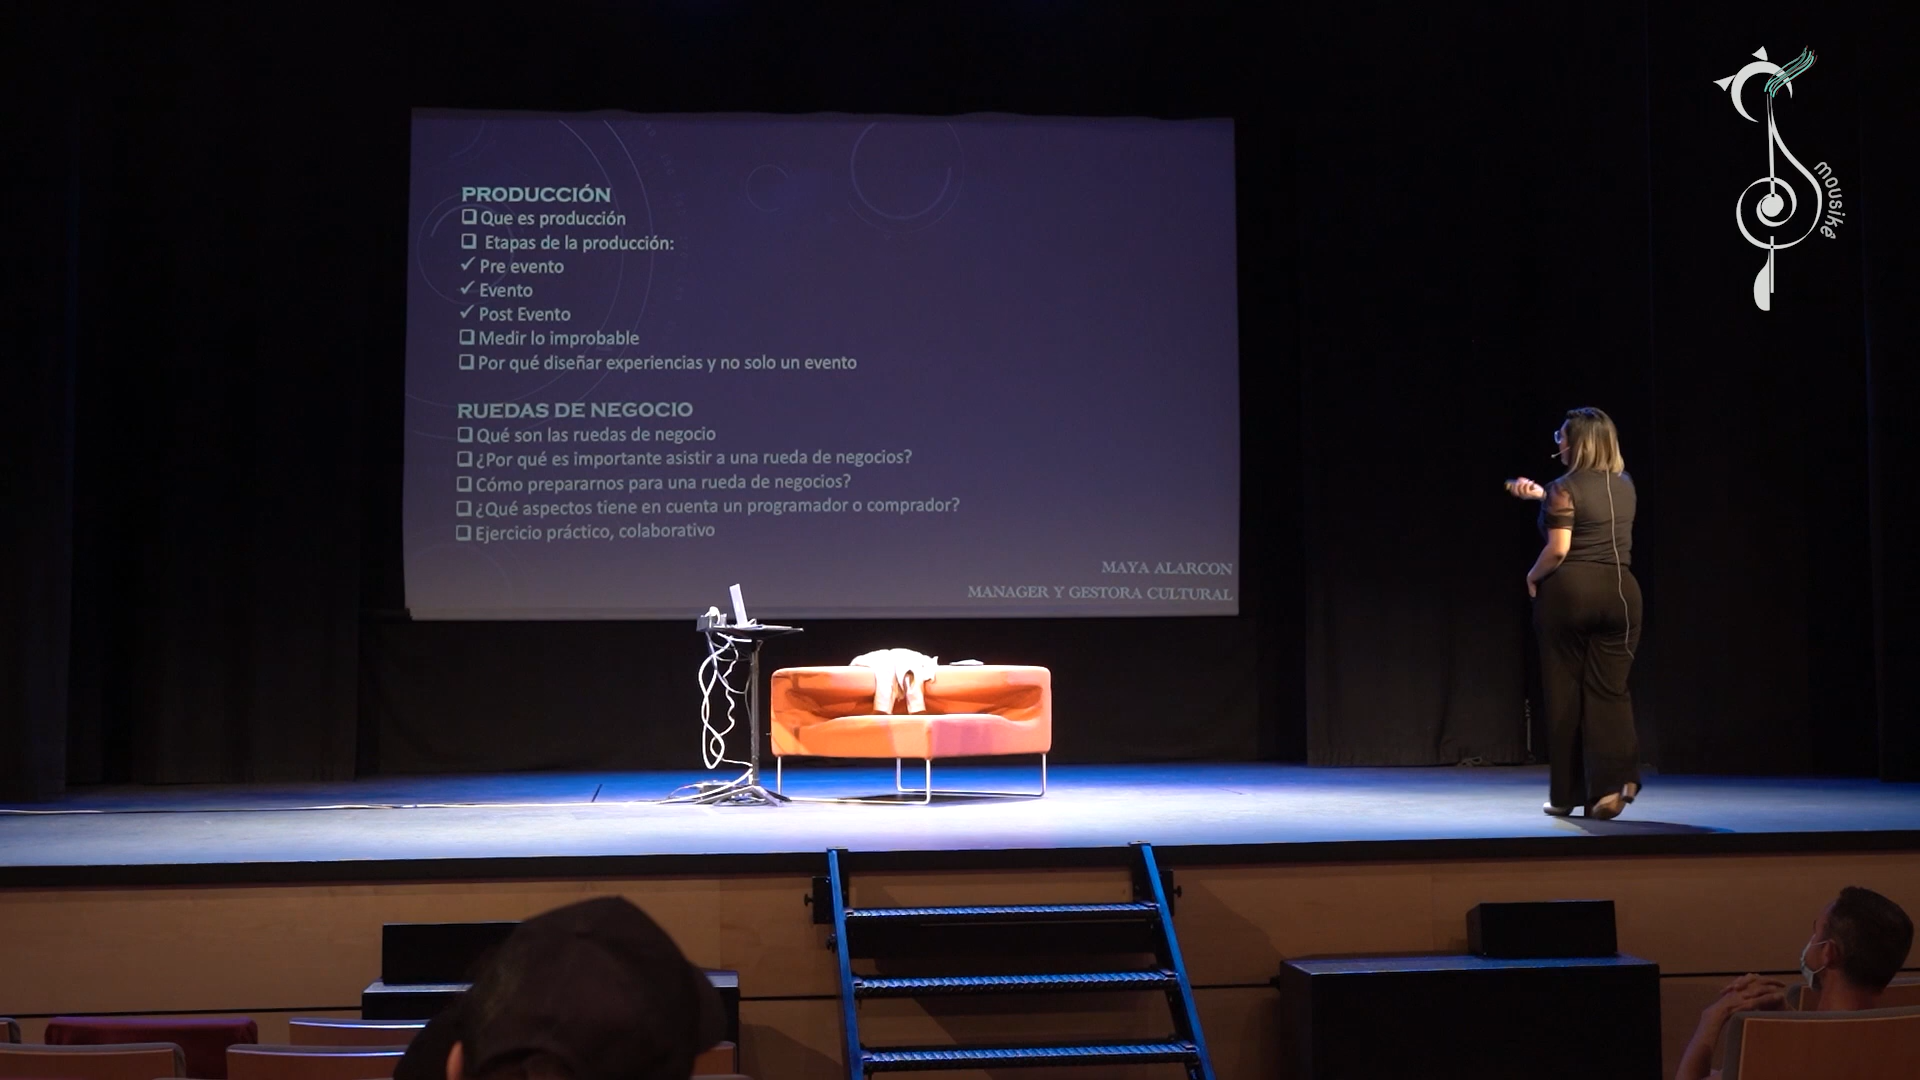 PRODUCCIÓN
Que es producción
Etapas de la producción:
Pre evento
Evento
Post Evento
Medir lo improbable
Por qué diseñar experiencias y no solo un evento
RUEDAS DE NEGOCIO
Qué son las ruedas de negocio
¿Por qué es importante asistir a una rueda de negocios?
Cómo prepararnos para una rueda de negocios?
¿Qué aspectos tiene en cuenta un programador o comprador?
Ejercicio práctico, colaborativo
MAYA ALARCON
MANAGER Y GESTORA CULTURAL
mousikê